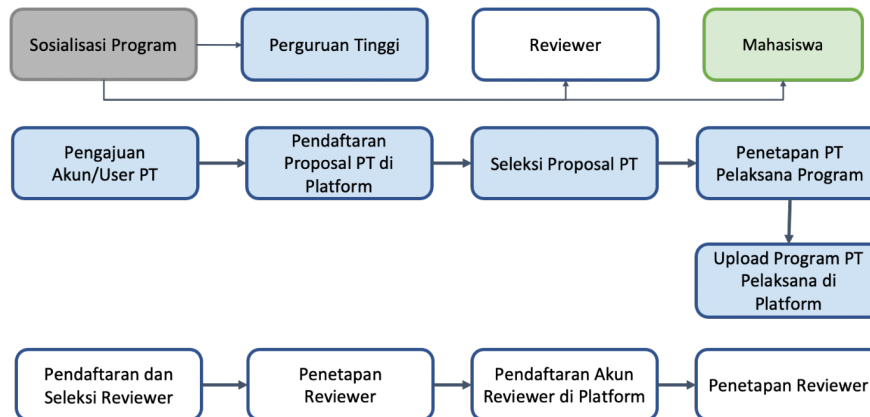 Sosialisasi Program
Perguruan Tinggi
Reviewer
Mahasiswa
Pengajuan
Akun/User PT
Pendaftaran
Proposal PT di
Platform
Seleksi Proposal PT
Penetapan PT
Pelaksana Program
Upload Program PT
Pelaksana di
Platform
Pendaftaran dan
Seleksi Reviewer
Penetapan
Reviewer
Pendaftaran Akun
Reviewer di Platform
Penetapan Reviewer